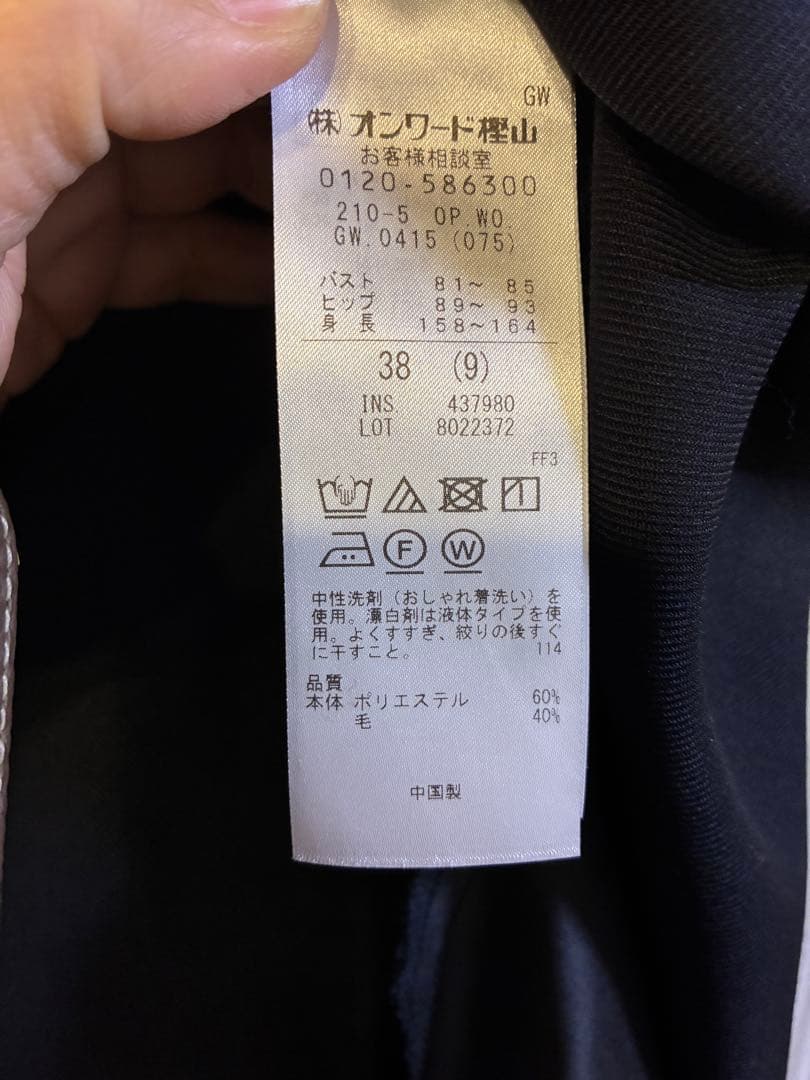 GW
(株)オンワード樫山
お客様相談室
0120-586300
210-5 OP.WO.
GW.0415(075)
バスト 81~ 85
ヒップ 89~ 93
身 長 158~164
38 (9)
INS 437980
LOT 8022372
FF3
F W
中性洗剤(おしゃれ着洗い)を
使用。漂白剤は液体タイプを使
用。よくすすぎ、絞りの後すぐ
に干すこと。 114
品質
本体 ポリエステル 60%
毛 40%
中国製